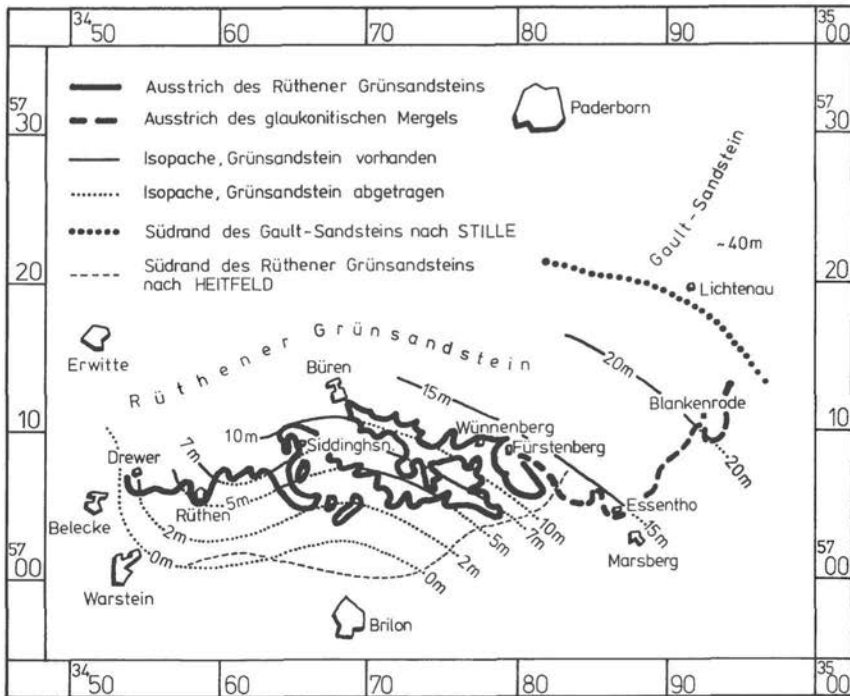 34
50
60
70
80
90
35
00
57
30
20
10
57
00
Ausstrich des Rüthener Grünsandsteins
Ausstrich des glaukonitischen Mergels
Isopache, Grünsandstein vorhanden
Isopache, Grünsandstein abgetragen
Südrand des Gault-Sandsteins nach STILLE
Südrand des Rüthener Grünsandsteins
nach HEITFELD
Paderborn
57
30
Gault-Sandstein
~40m
20
Lichtenau
Erwitte
Rüthener Grünsandstein
Büren
15m
20m
Blankenrode
10
10m
Wünnenberg
Fürstenberg
20m
Siddinghsn.
7m
Drewer
5m
Rüthen
10m
Essentho
15m
Belecke
2m
7m
5m
2m
Marsberg
0m
0m
57
00
Warstein
Brilon
34
50
60
70
80
90
35
00